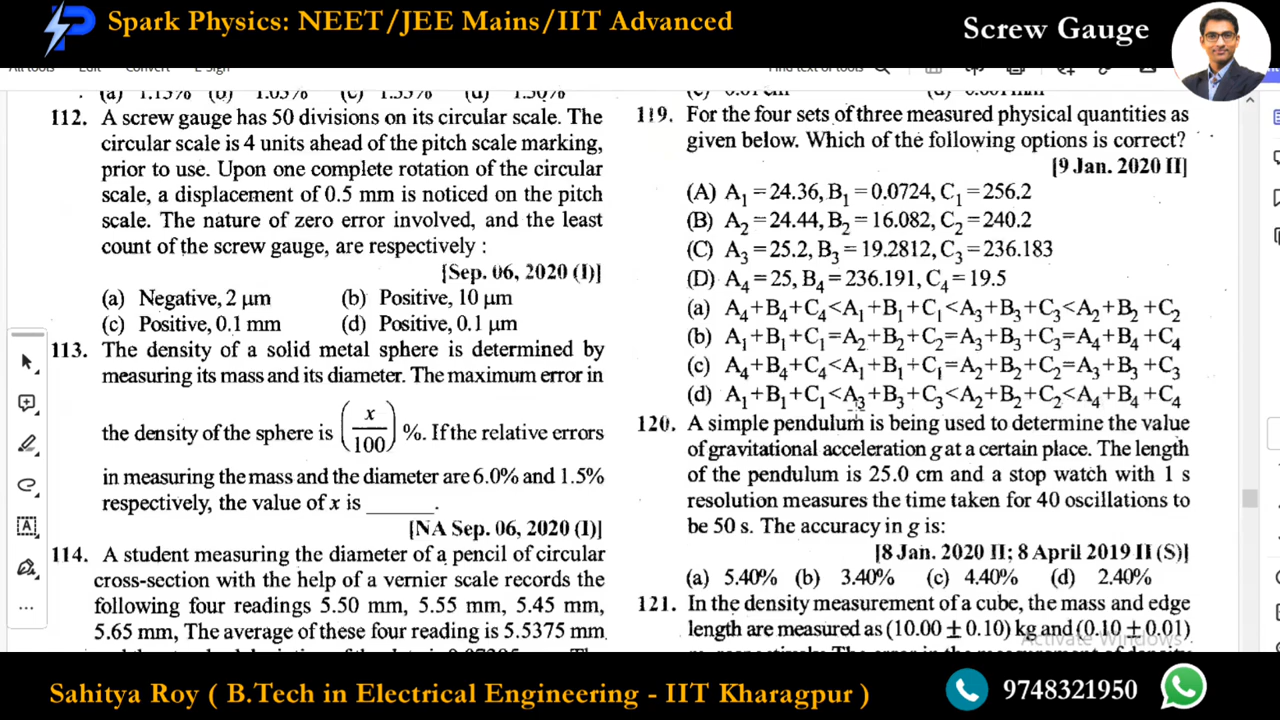 Spark Physics: NEET/JEE Mains/IIT Advanced
Screw Gauge
(a) 1.15% (b) 1.05% (c) 1.35% (d) 1.30%
112. A screw gauge has 50 divisions on its circular scale. The
circular scale is 4 units ahead of the pitch scale marking,
prior to use. Upon one complete rotation of the circular
scale, a displacement of 0.5 mm is noticed on the pitch
scale. The nature of zero error involved, and the least
count of the screw gauge, are respectively :
[Sep. 06, 2020 (I)]
(a) Negative, 2 µm (b) Positive, 10 µm
(c) Positive, 0.1 mm (d) Positive, 0.1 µm
113. The density of a solid metal sphere is determined by
measuring its mass and its diameter. The maximum error in
the density of the sphere is (x/100) %. If the relative errors
in measuring the mass and the diameter are 6.0% and 1.5%
respectively, the value of x is ______.
[NA Sep. 06, 2020 (I)]
114. A student measuring the diameter of a pencil of circular
cross-section with the help of a vernier scale records the
following four readings 5.50 mm, 5.55 mm, 5.45 mm,
5.65 mm, The average of these four reading is 5.5375 mm
119. For the four sets of three measured physical quantities as
given below. Which of the following options is correct?
[9 Jan. 2020 II]
(A) A₁ = 24.36, B₁ = 0.0724, C₁ = 256.2
(B) A₂ = 24.44, B₂ = 16.082, C₂ = 240.2
(C) A₃ = 25.2, B₃ = 19.2812, C₃ = 236.183
(D) A₄ = 25, B₄ = 236.191, C₄ = 19.5
(a) A₄+B₄+C₄<A₁+B₁+C₁<A₃+B₃+C₃<A₂+B₂+C₂
(b) A₁+B₁+C₁=A₂+B₂+C₂=A₃+B₃+C₃=A₄+B₄+C₄
(c) A₄+B₄+C₄<A₁+B₁+C₁=A₂+B₂+C₂=A₃+B₃+C₃
(d) A₁+B₁+C₁<A₃+B₃+C₃<A₂+B₂+C₂<A₄+B₄+C₄
120. A simple pendulum is being used to determine the value
of gravitational acceleration g at a certain place. The length
of the pendulum is 25.0 cm and a stop watch with 1 s
resolution measures the time taken for 40 oscillations to
be 50 s. The accuracy in g is:
[8 Jan. 2020 II; 8 April 2019 II (S)]
(a) 5.40% (b) 3.40% (c) 4.40% (d) 2.40%
121. In the density measurement of a cube, the mass and edge
length are measured as (10.00 ± 0.10) kg and (0.10 ± 0.01)
Activate Windows
Sahitya Roy ( B.Tech in Electrical Engineering - IIT Kharagpur )
9748321950